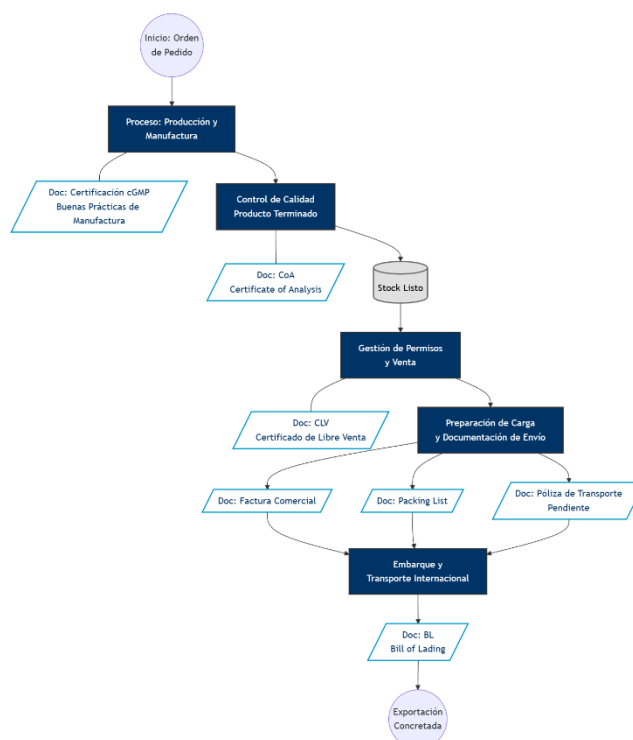 Inicio: Orden
de Pedido
Proceso: Producción y
Manufactura
Doc: Certificación cGMP
Buenas Prácticas de
Manufactura
Control de Calidad
Producto Terminado
Doc: CoA
Certificate of Analysis
Stock Listo
Gestión de Permisos
y Venta
Doc: CLV
Certificado de Libre Venta
Preparación de Carga
y Documentación de Envío
Doc: Factura Comercial
Doc: Packing List
Doc: Póliza de Transporte
Pendiente
Embarque y
Transporte Internacional
Doc: BL
Bill of Lading
Exportación
Concretada